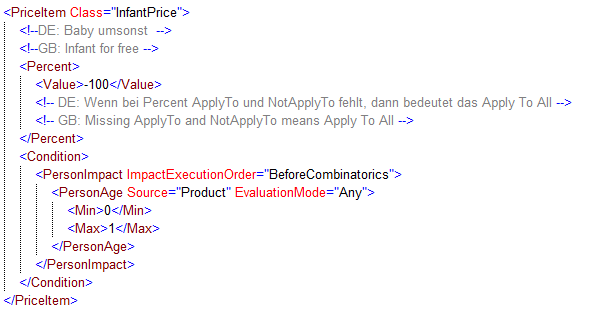 <PriceItem Class="InfantPrice">
<!--DE: Baby umsonst  -->
<!--GB: Infant for free -->
<Percent>
<Value>-100</Value>
<!-- DE: Wenn bei Percent ApplyTo und NotApplyTo fehlt, dann bedeutet das Apply To All -->
<!-- GB: Missing ApplyTo and NotApplyTo means Apply To All -->
</Percent>
<Condition>
<PersonImpact ImpactExecutionOrder="BeforeCombinatorics">
<PersonAge Source="Product" EvaluationMode="Any">
<Min>0</Min>
<Max>1</Max>
</PersonAge>
</PersonImpact>
</Condition>
</PriceItem>